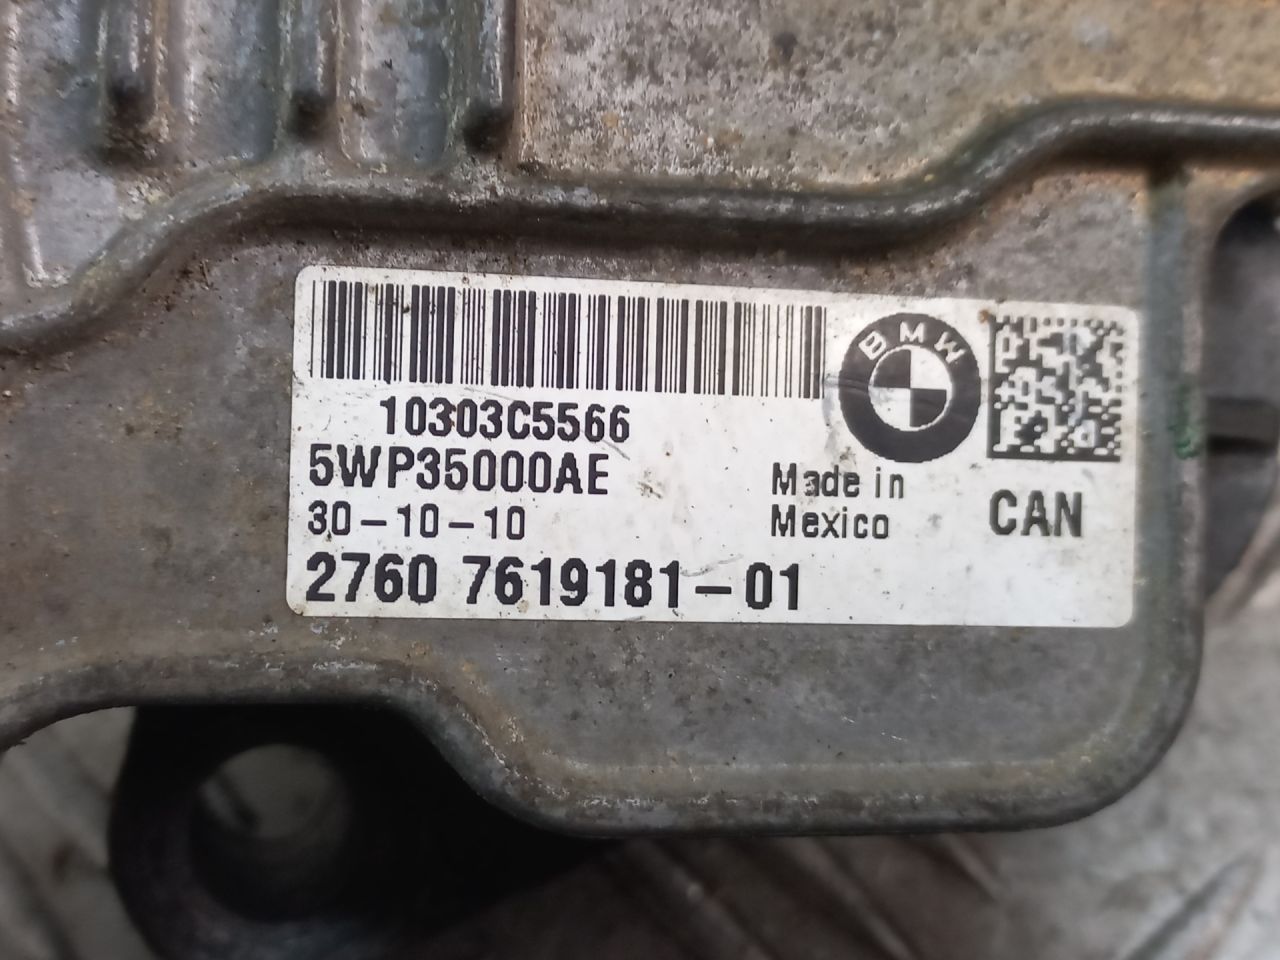 BMW
10303C5566
5WP35000AE
30-10-10
Made in
Mexico
CAN
2760 7619181-01